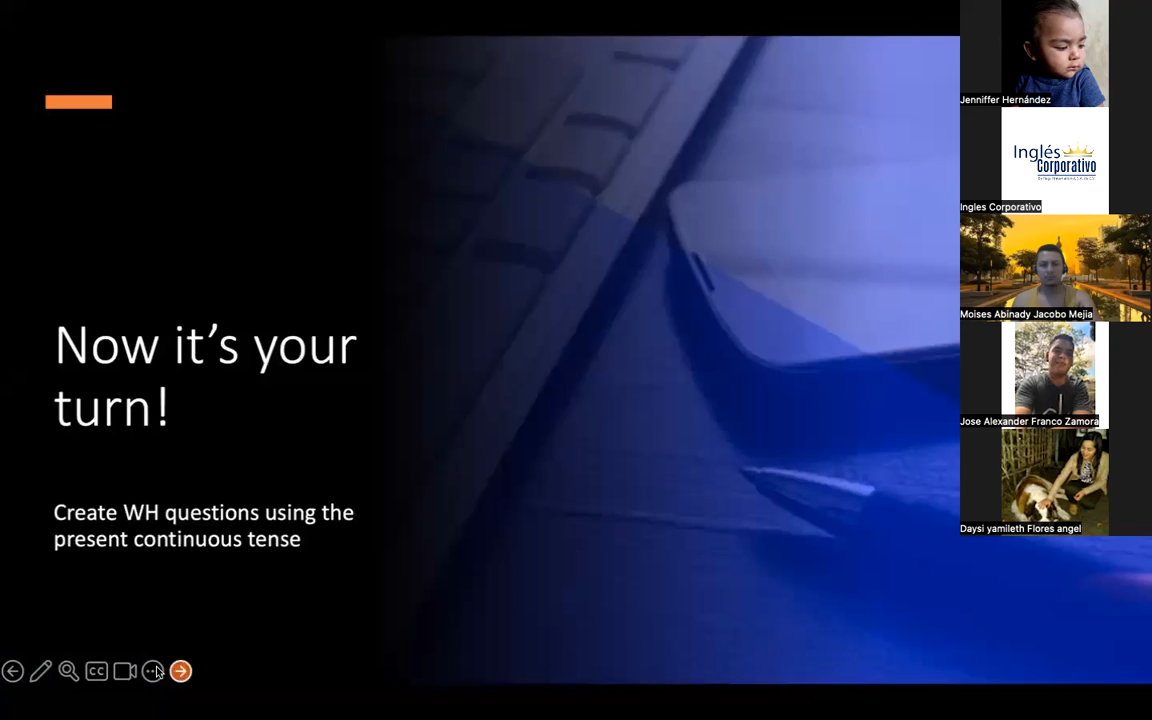 Now it's your
turn!
Create WH questions using the
present continuous tense
CC
Jenniffer Hernández
Inglés
Corporativo
Ingles Corporativo
Moises Abinady Jacobo Mejia
Jose Alexander Franco Zamora
Daysi yamileth Flores angel